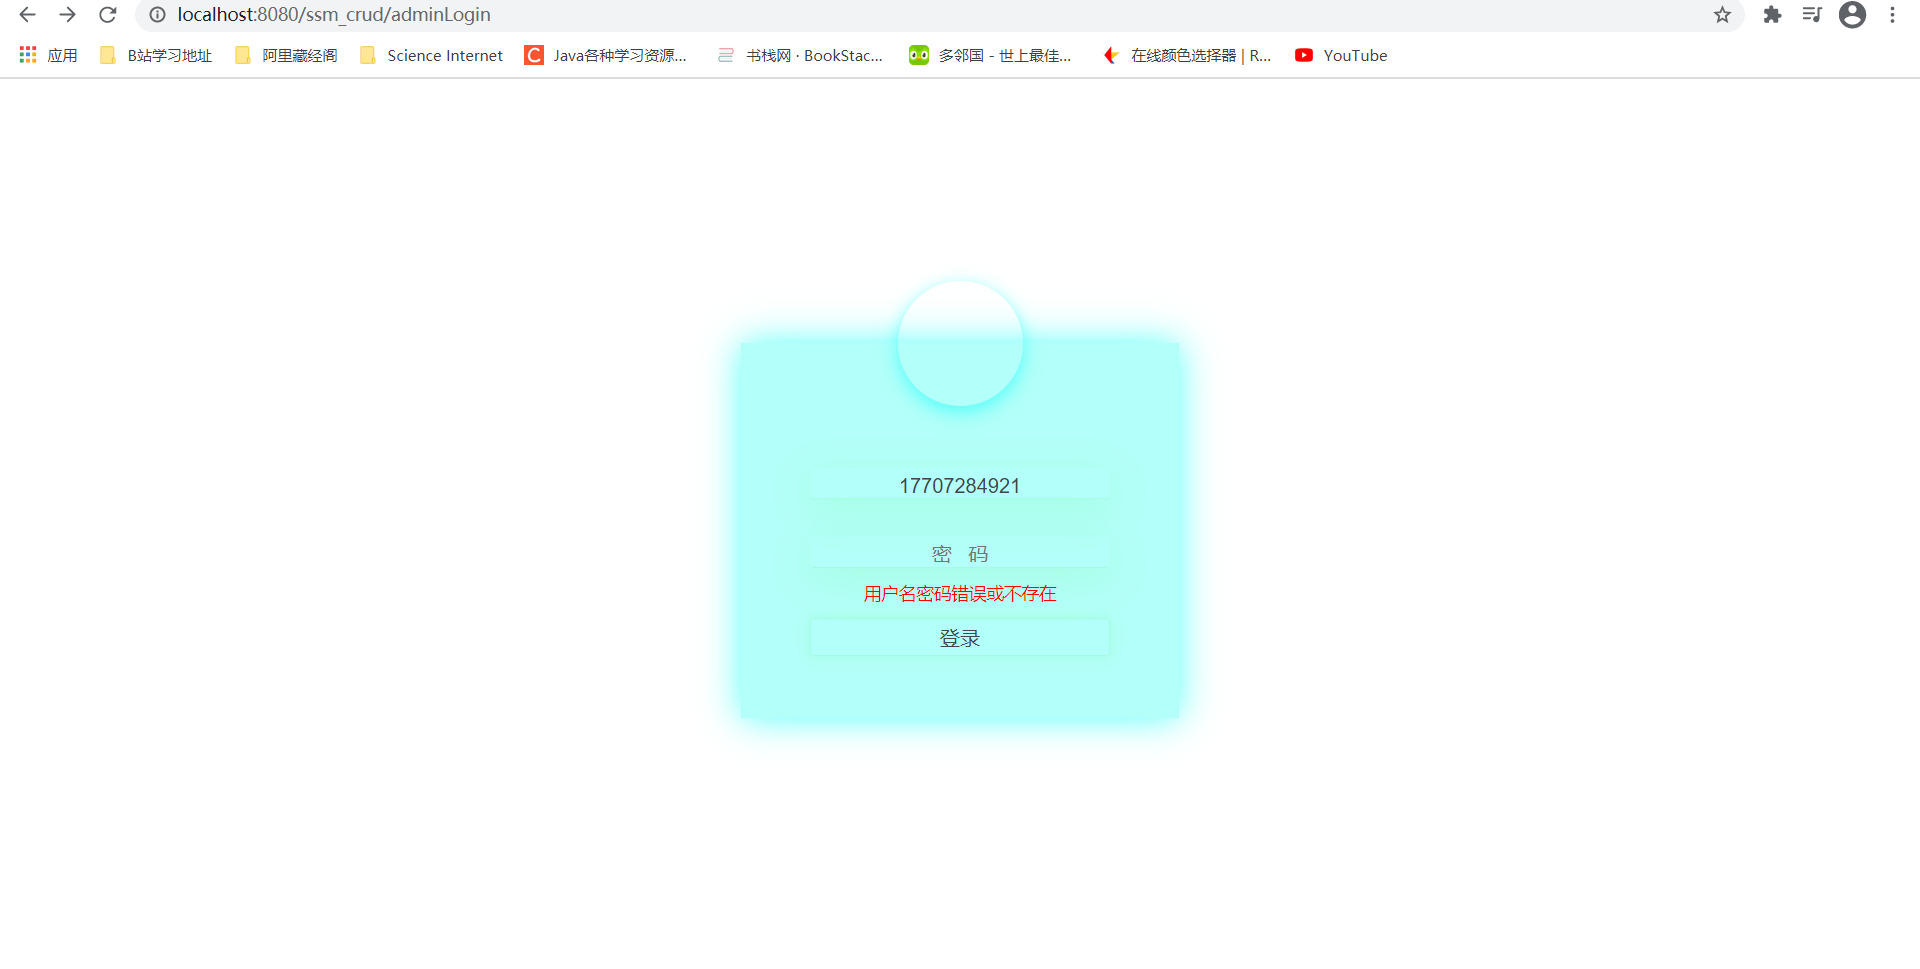 localhost:8080/ssm_crud/adminLogin
应用 B站学习地址 阿里藏经阁 Science Internet Java各种学习资源... 书栈网 · BookStac... 多邻国 - 世上最佳... 在线颜色选择器 | R... YouTube
17707284921
密 码
用户名密码错误或不存在
登录